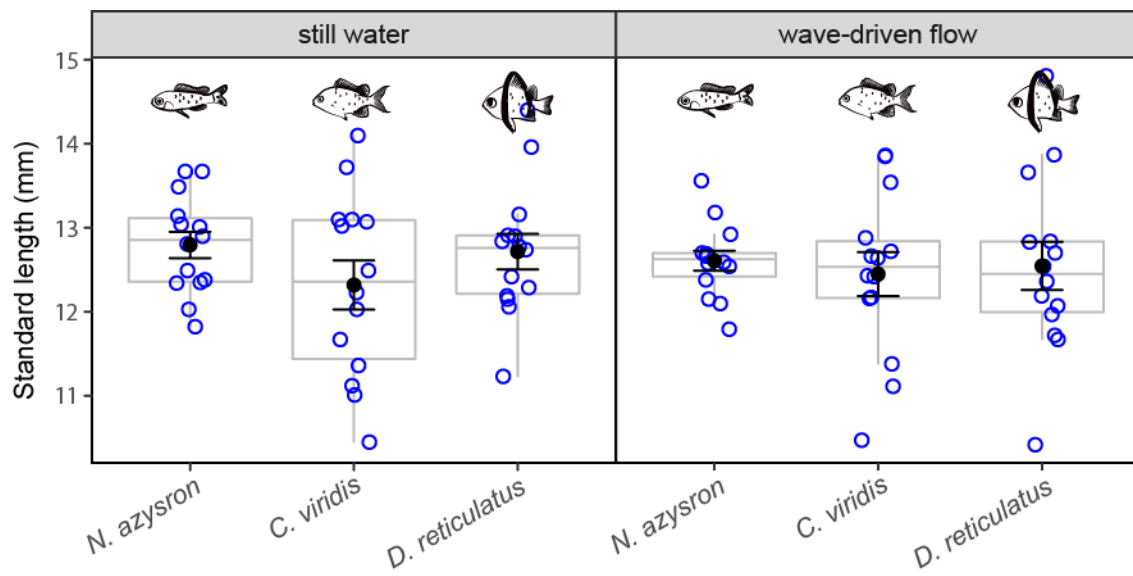 still water
wave-driven flow
Standard length (mm)
15
14
13
12
11
N. azysron
C. viridis
D. reticulatus
N. azysron
C. viridis
D. reticulatus